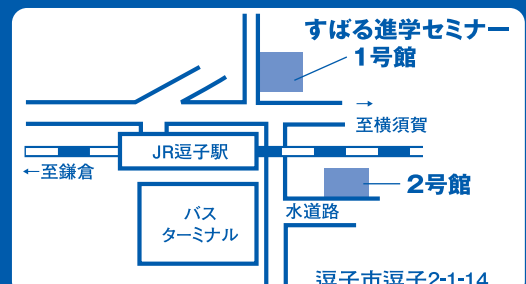 すばる進学セミナー
1号館
→
至横須賀
JR逗子駅
←至鎌倉
2号館
バス
ターミナル
水道路
逗子市逗子2-1-14